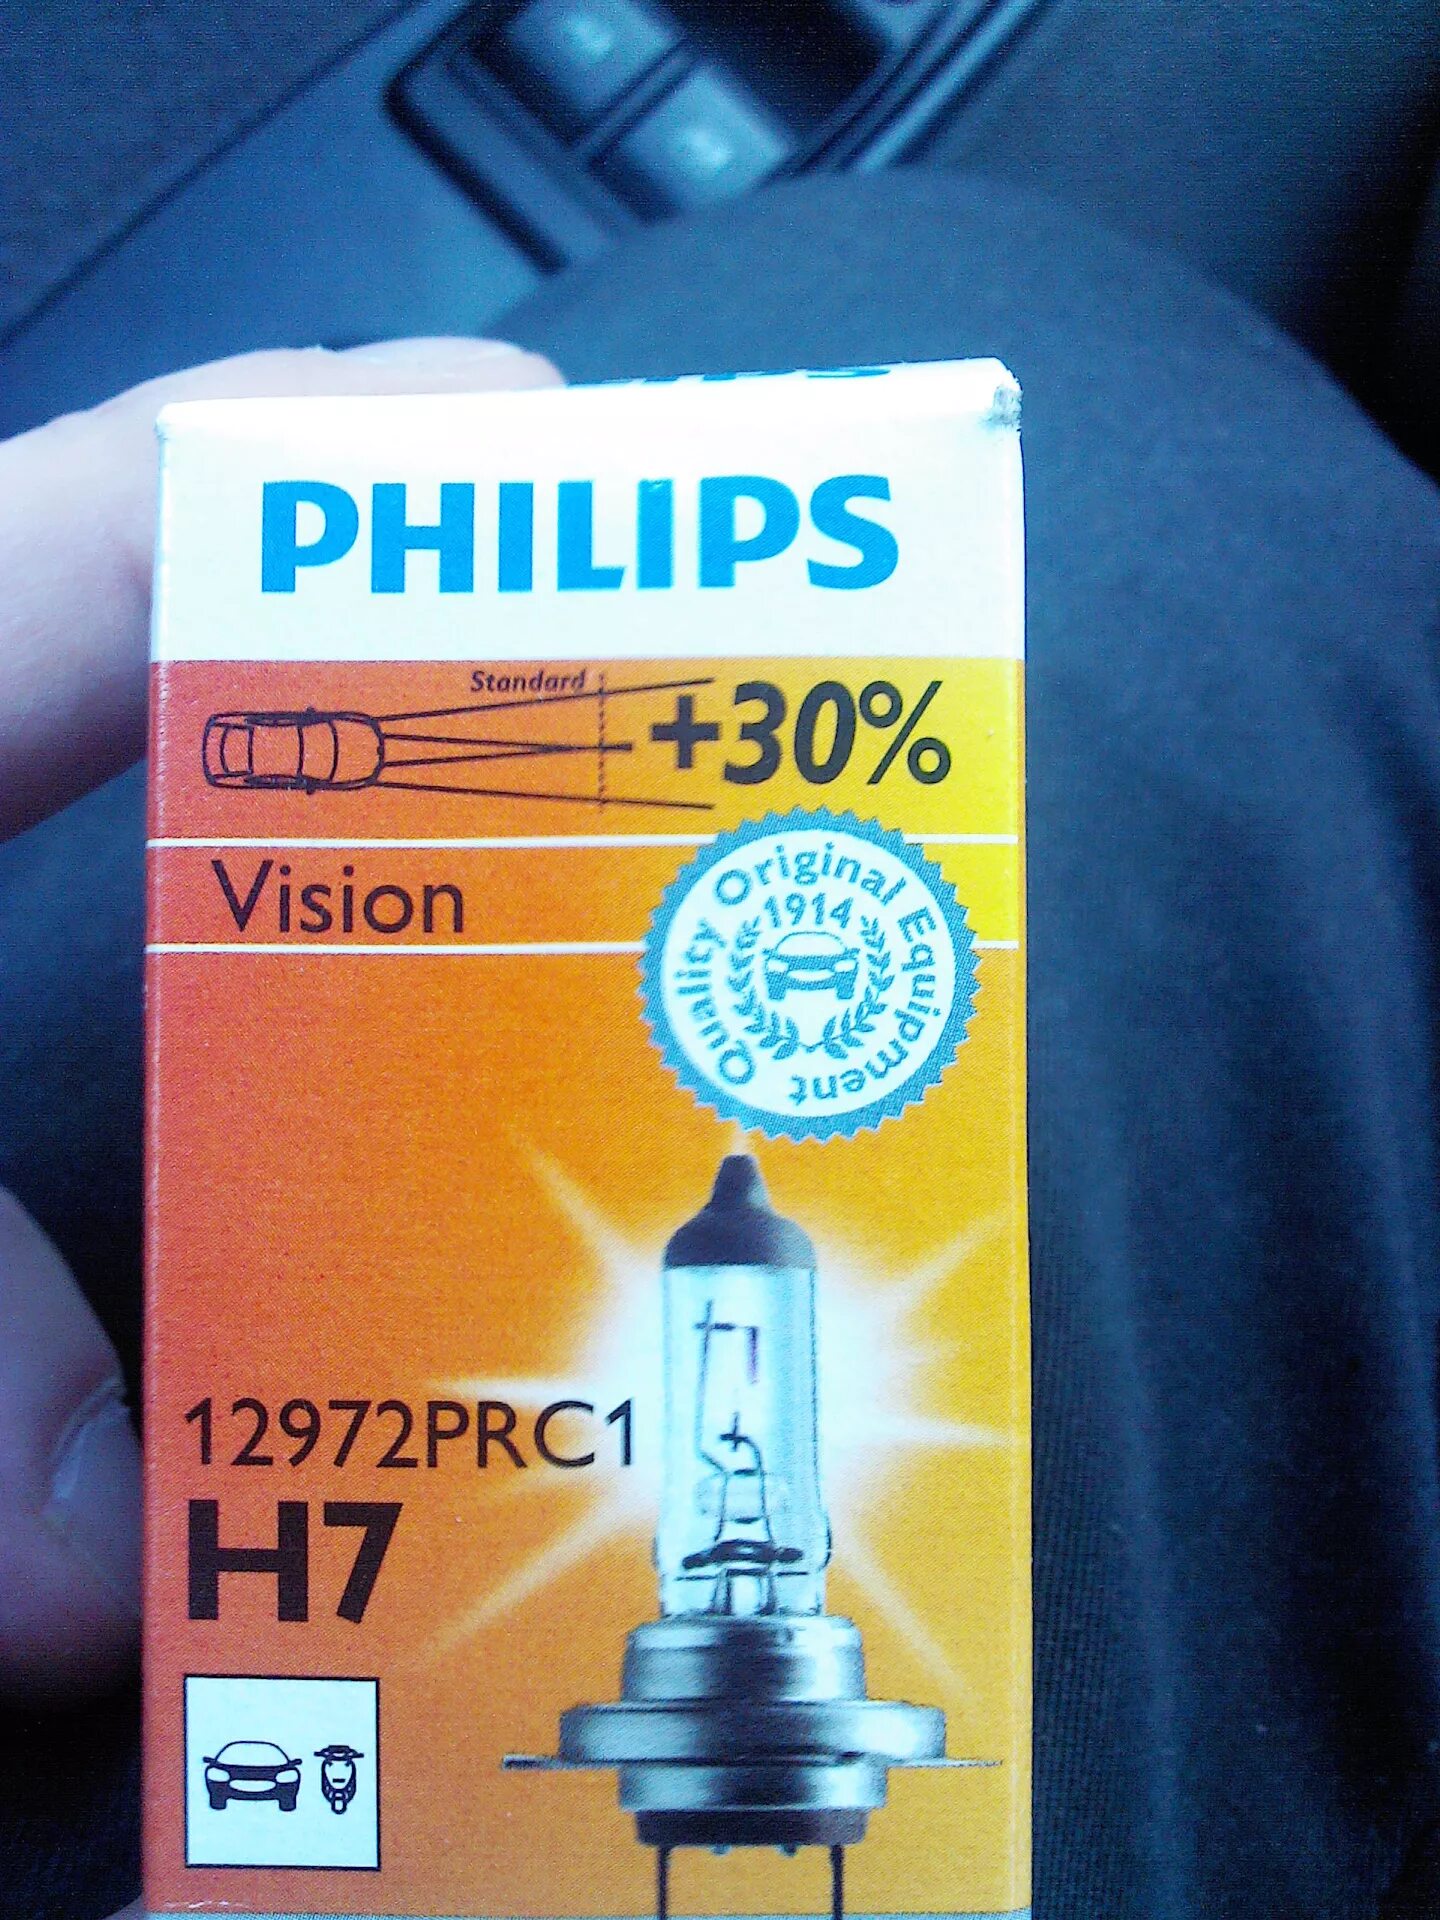 PHILIPS
Standard
+30%
Vision
Quality Original Equipment
1914
12972PRC1
H7